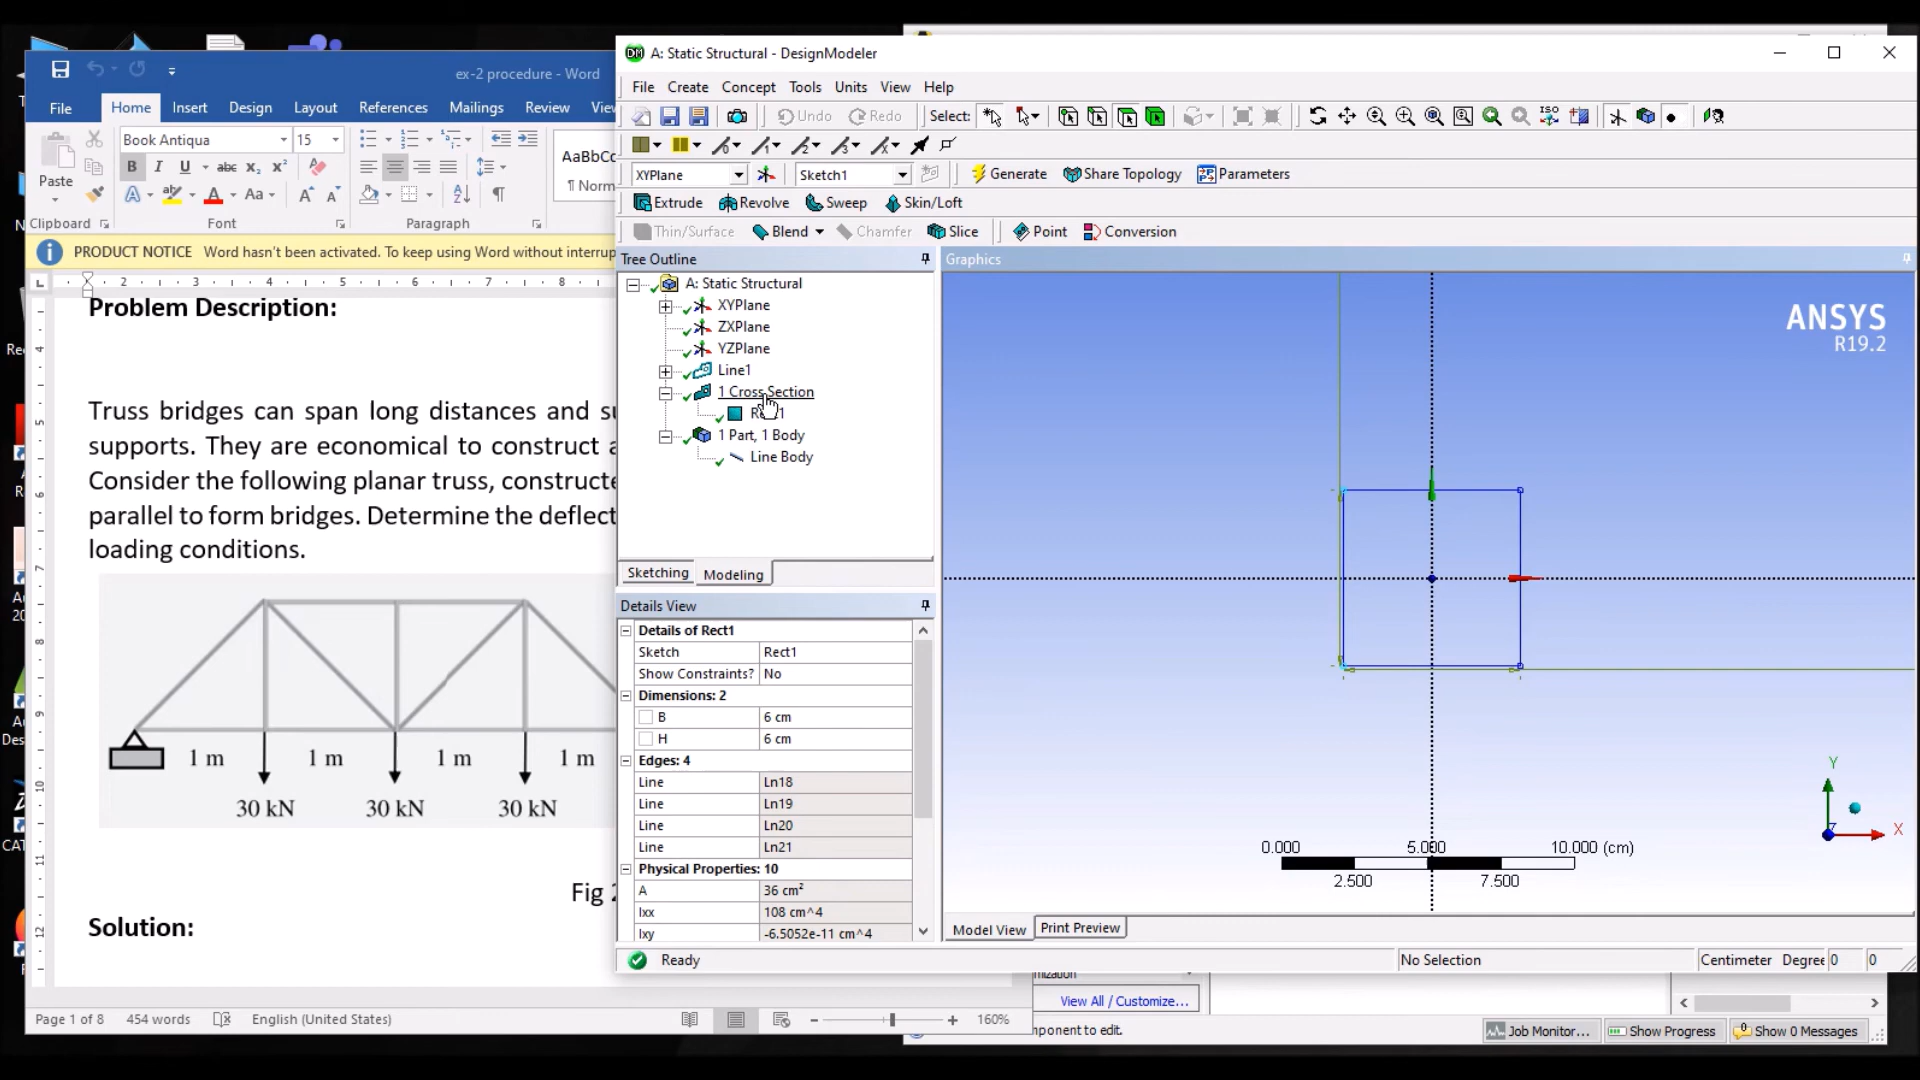 ex-2 procedure - Word
File Home Insert Design Layout References Mailings Review
Book Antiqua 15
Paste
Clipboard Font Paragraph
PRODUCT NOTICE Word hasn't been activated. To keep using Word without
2 3 4 5 6 7 8
Problem Description:
Truss bridges can span long distances and
supports. They are economical to construct
Consider the following planar truss,
parallel to form bridges. Determine the
loading conditions.
1 m 1 m 1 m 1 m
30 kN 30 kN 30 kN
Fig
Solution:
Page 1 of 8 454 words English (United States) 160%
DM A: Static Structural - DesignModeler
File Create Concept Tools Units View Help
Undo Redo Select: ISO
XYPlane Sketch1 Generate Share Topology Parameters
Extrude Revolve Sweep Skin/Loft
Thin/Surface Blend Chamfer Slice Point Conversion
Tree Outline
A: Static Structural
XYPlane
ZXPlane
YZPlane
Line1
1 Cross Section
1 Part, 1 Body
Line Body
Sketching Modeling
Details View
Details of Rect1
Sketch Rect1
Show Constraints? No
Dimensions: 2
B 6 cm
H 6 cm
Edges: 4
Line Ln18
Line Ln19
Line Ln20
Line Ln21
Physical Properties: 10
A 36 cm²
Ixx 108 cm^4
Ixy -6.5052e-11 cm^4
Graphics
ANSYS
R19.2
Y
Z X
0.000 5.000 10.000 (cm)
2.500 7.500
Model View Print Preview
Ready No Selection Centimeter Degree 0 0
View All / Customize...
to edit.
Job Monitor... Show Progress Show 0 Messages